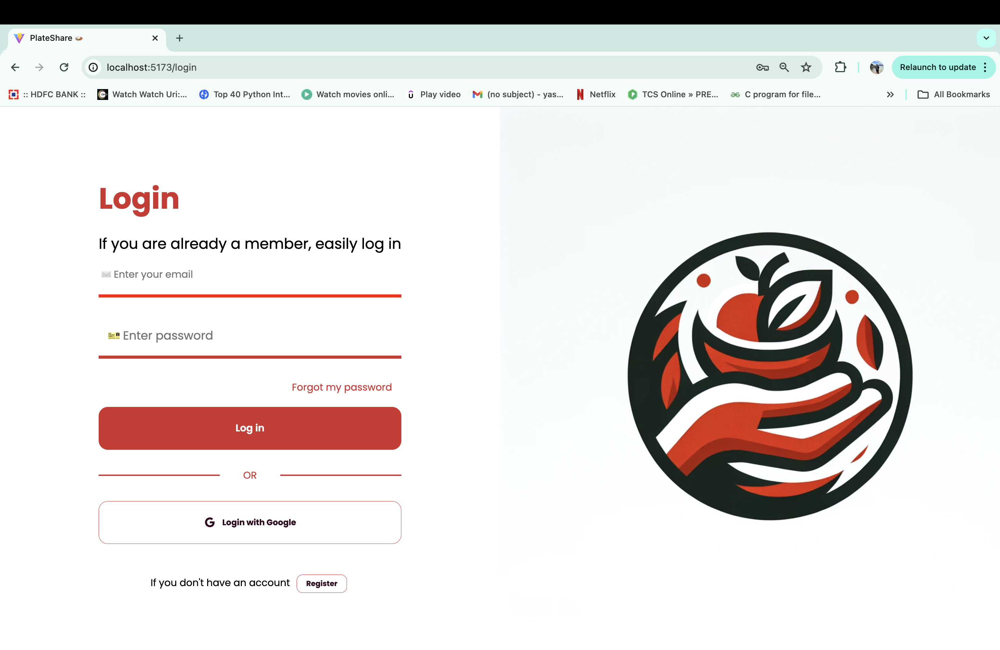 PlateShare
localhost:5173/login
Relaunch to update
:: HDFC BANK ::
Watch Watch Uri:...
Top 40 Python Int...
Watch movies onli...
Play video
(no subject) - yas...
Netflix
TCS Online » PRE...
C program for file...
All Bookmarks
Login
If you are already a member, easily log in
✉️ Enter your email
🎫 Enter password
Forgot my password
Log in
OR
Login with Google
If you don't have an account Register